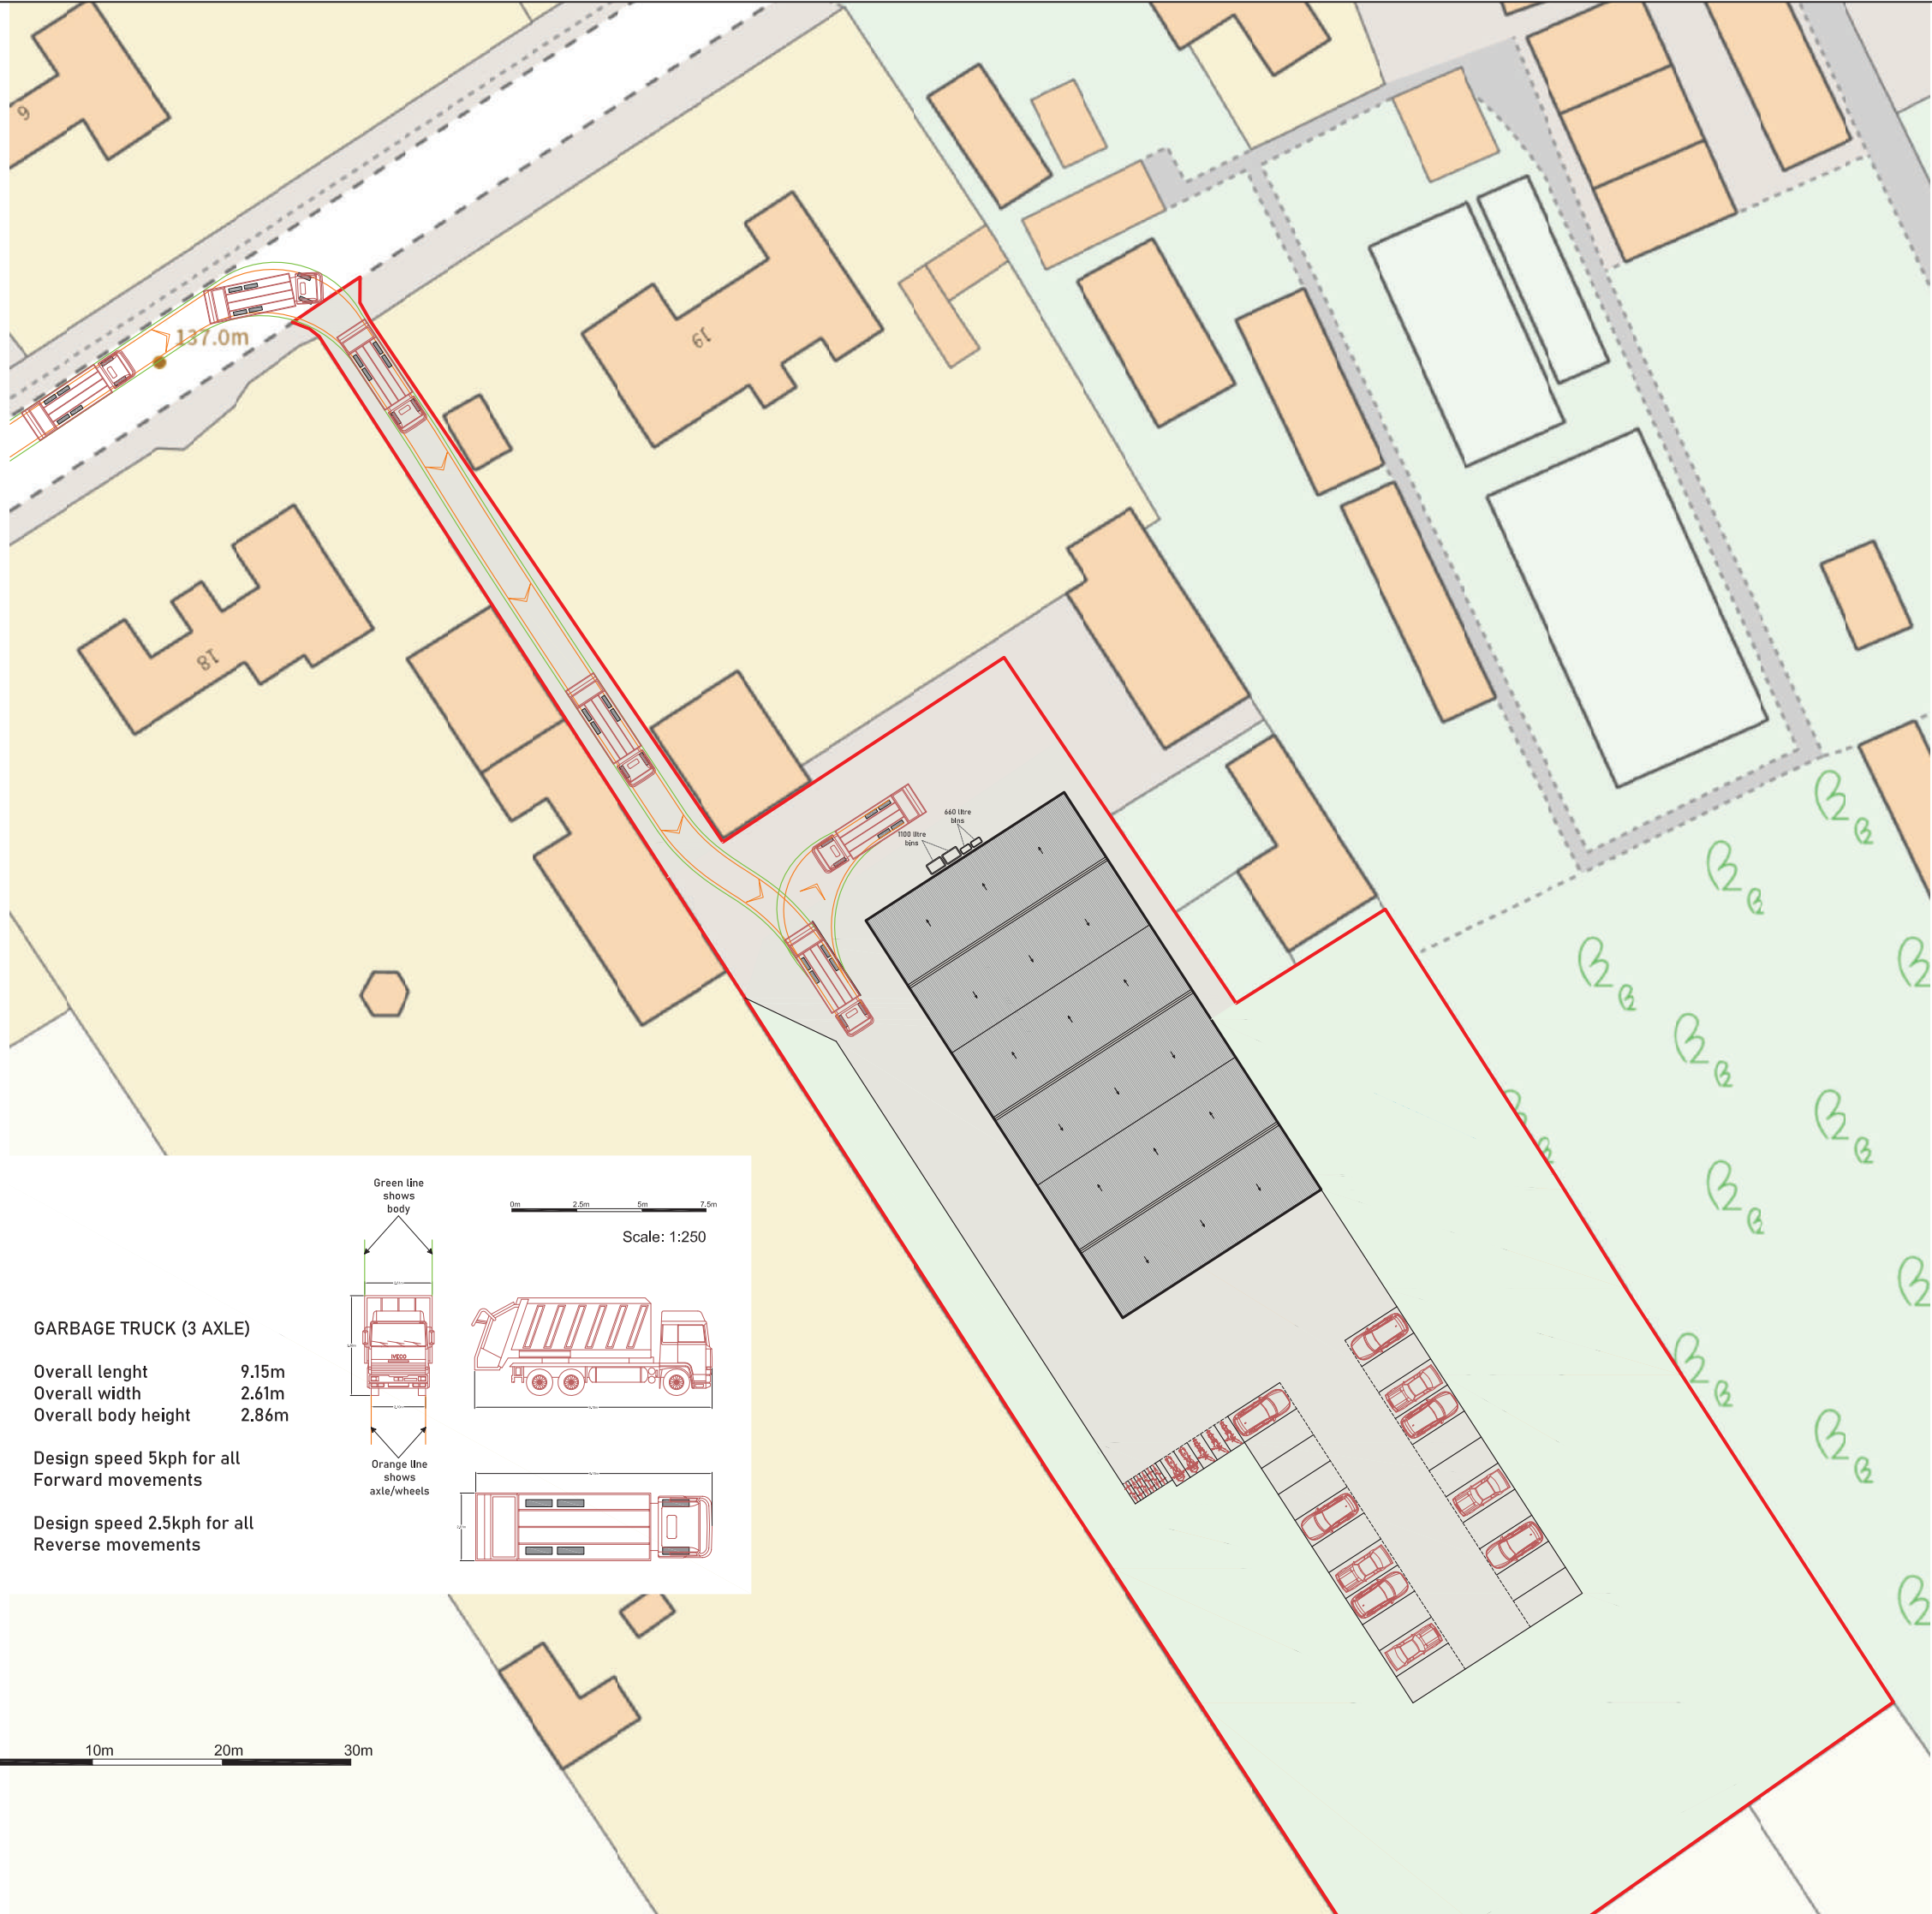 9
137.0m
19
18
660 litre
bins
1100 litre
bins
Green line
shows
body
0m 2.5m 5m 7.5m
Scale: 1:250
GARBAGE TRUCK (3 AXLE)
Overall lenght 9.15m
Overall width 2.61m
Overall body height 2.86m
Design speed 5kph for all
Forward movements
Design speed 2.5kph for all
Reverse movements
IVECO
Orange line
shows
axle/wheels
10m 20m 30m